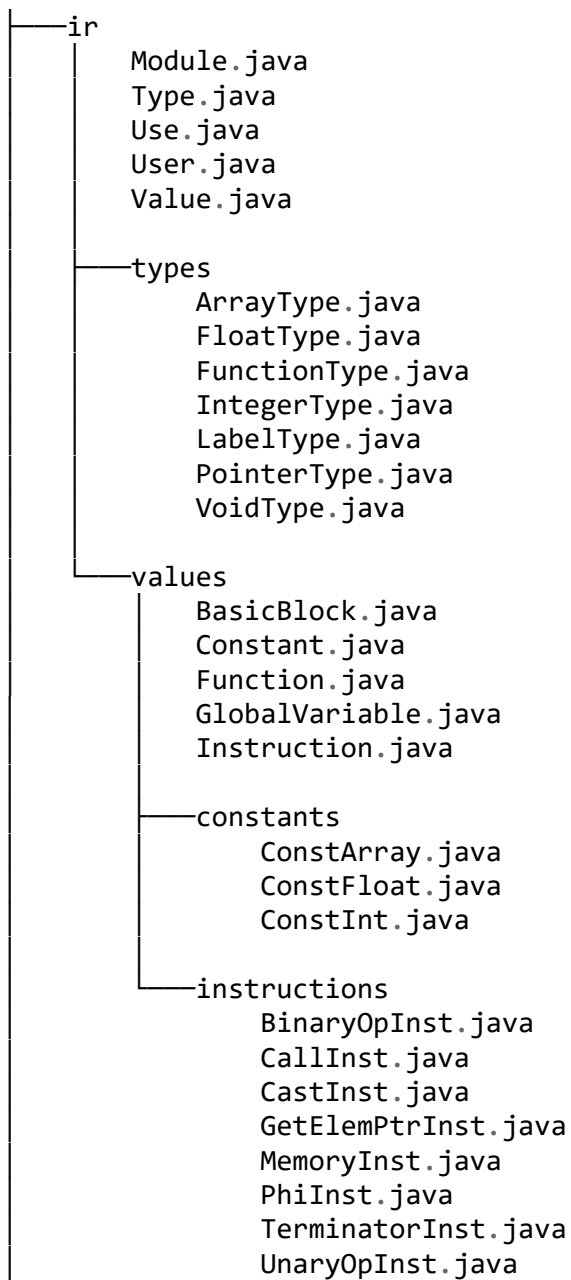 ir
Module.java
Type.java
Use.java
User.java
Value.java
types
ArrayType.java
FloatType.java
FunctionType.java
IntegerType.java
LabelType.java
PointerType.java
VoidType.java
values
BasicBlock.java
Constant.java
Function.java
GlobalVariable.java
Instruction.java
constants
ConstArray.java
ConstFloat.java
ConstInt.java
instructions
BinaryOpInst.java
CallInst.java
CastInst.java
GetElemPtrInst.java
MemoryInst.java
PhiInst.java
TerminatorInst.java
UnaryOpInst.java